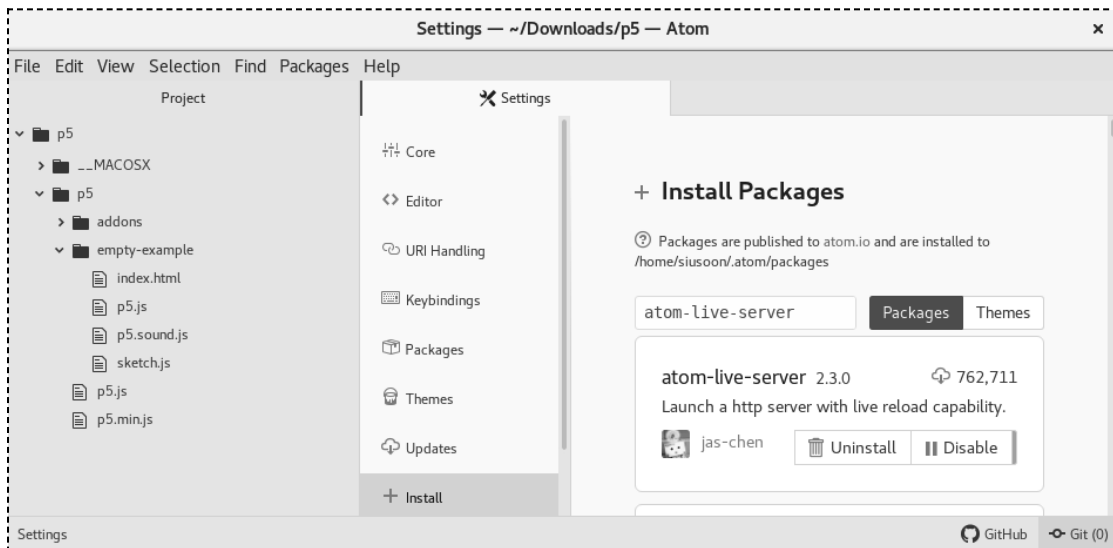 Settings — ~/Downloads/p5 — Atom
File Edit View Selection Find Packages Help
Project
p5
__MACOSX
p5
addons
empty-example
index.html
p5.js
p5.sound.js
sketch.js
p5.js
p5.min.js
Settings
Core
Editor
URI Handling
Keybindings
Packages
Themes
Updates
Install
Install Packages
Packages are published to atom.io and are installed to
/home/siusoon/.atom/packages
atom-live-server
Packages Themes
atom-live-server 2.3.0 762,711
Launch a http server with live reload capability.
jas-chen Uninstall Disable
Settings GitHub Git (0)